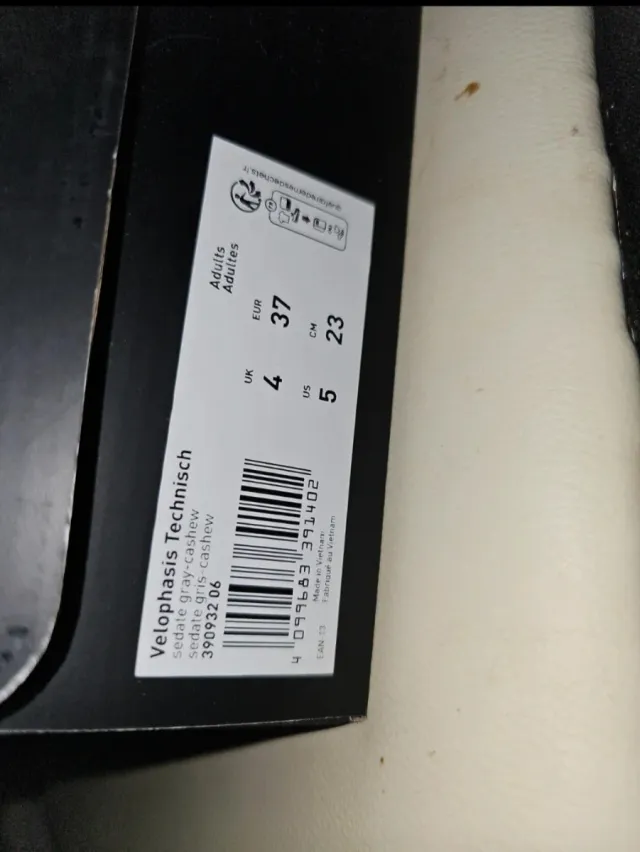 Velophasis Technisch
sedate gray-cashew
sedate gris-cashew
390932 06
4 099683 391402
EAN-13
Made in Vietnam
Fabriqué au Vietnam
UK
4
EUR
37
US
5
CM
23
Adults
Adultes